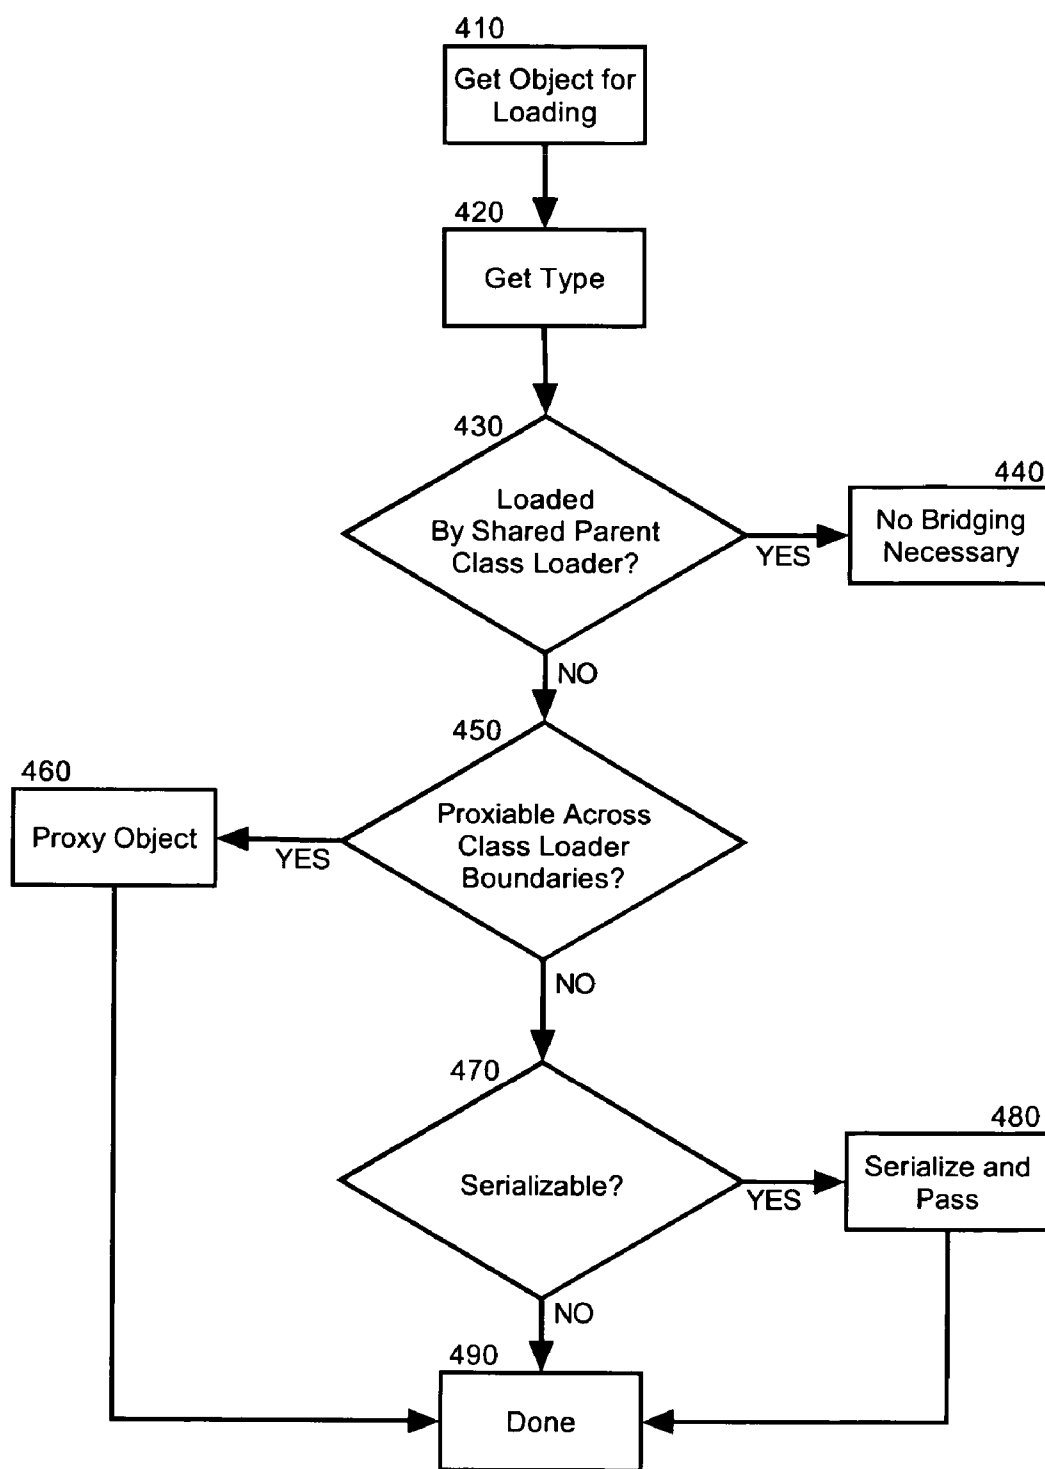 410
Get Object for
Loading
420
Get Type
430
Loaded
By Shared Parent
Class Loader?
YES
440
No Bridging
Necessary
NO
450
Proxiable Across
Class Loader
Boundaries?
YES
460
Proxy Object
NO
470
Serializable?
YES
480
Serialize and
Pass
NO
490
Done